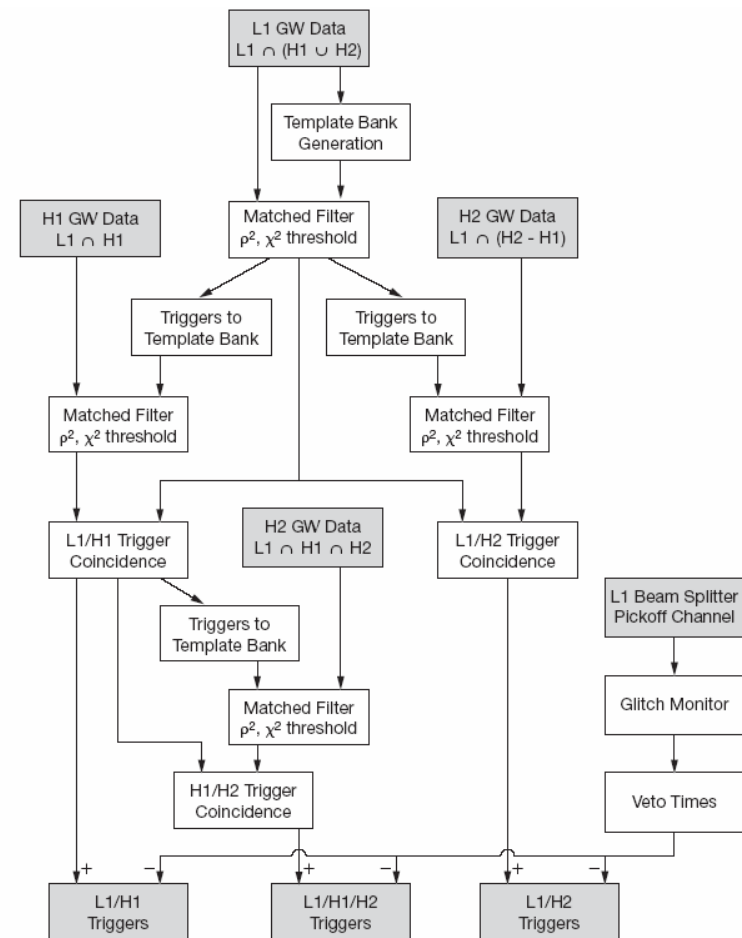 L1 GW Data
L1 ∩ (H1 ∪ H2)
Template Bank
Generation
H1 GW Data
L1 ∩ H1
Matched Filter
ρ², χ² threshold
H2 GW Data
L1 ∩ (H2 - H1)
Triggers to
Template Bank
Triggers to
Template Bank
Matched Filter
ρ², χ² threshold
Matched Filter
ρ², χ² threshold
L1/H1 Trigger
Coincidence
H2 GW Data
L1 ∩ H1 ∩ H2
L1/H2 Trigger
Coincidence
L1 Beam Splitter
Pickoff Channel
Triggers to
Template Bank
Glitch Monitor
Matched Filter
ρ², χ² threshold
H1/H2 Trigger
Coincidence
Veto Times
+ − + − + −
L1/H1
Triggers
L1/H1/H2
Triggers
L1/H2
Triggers